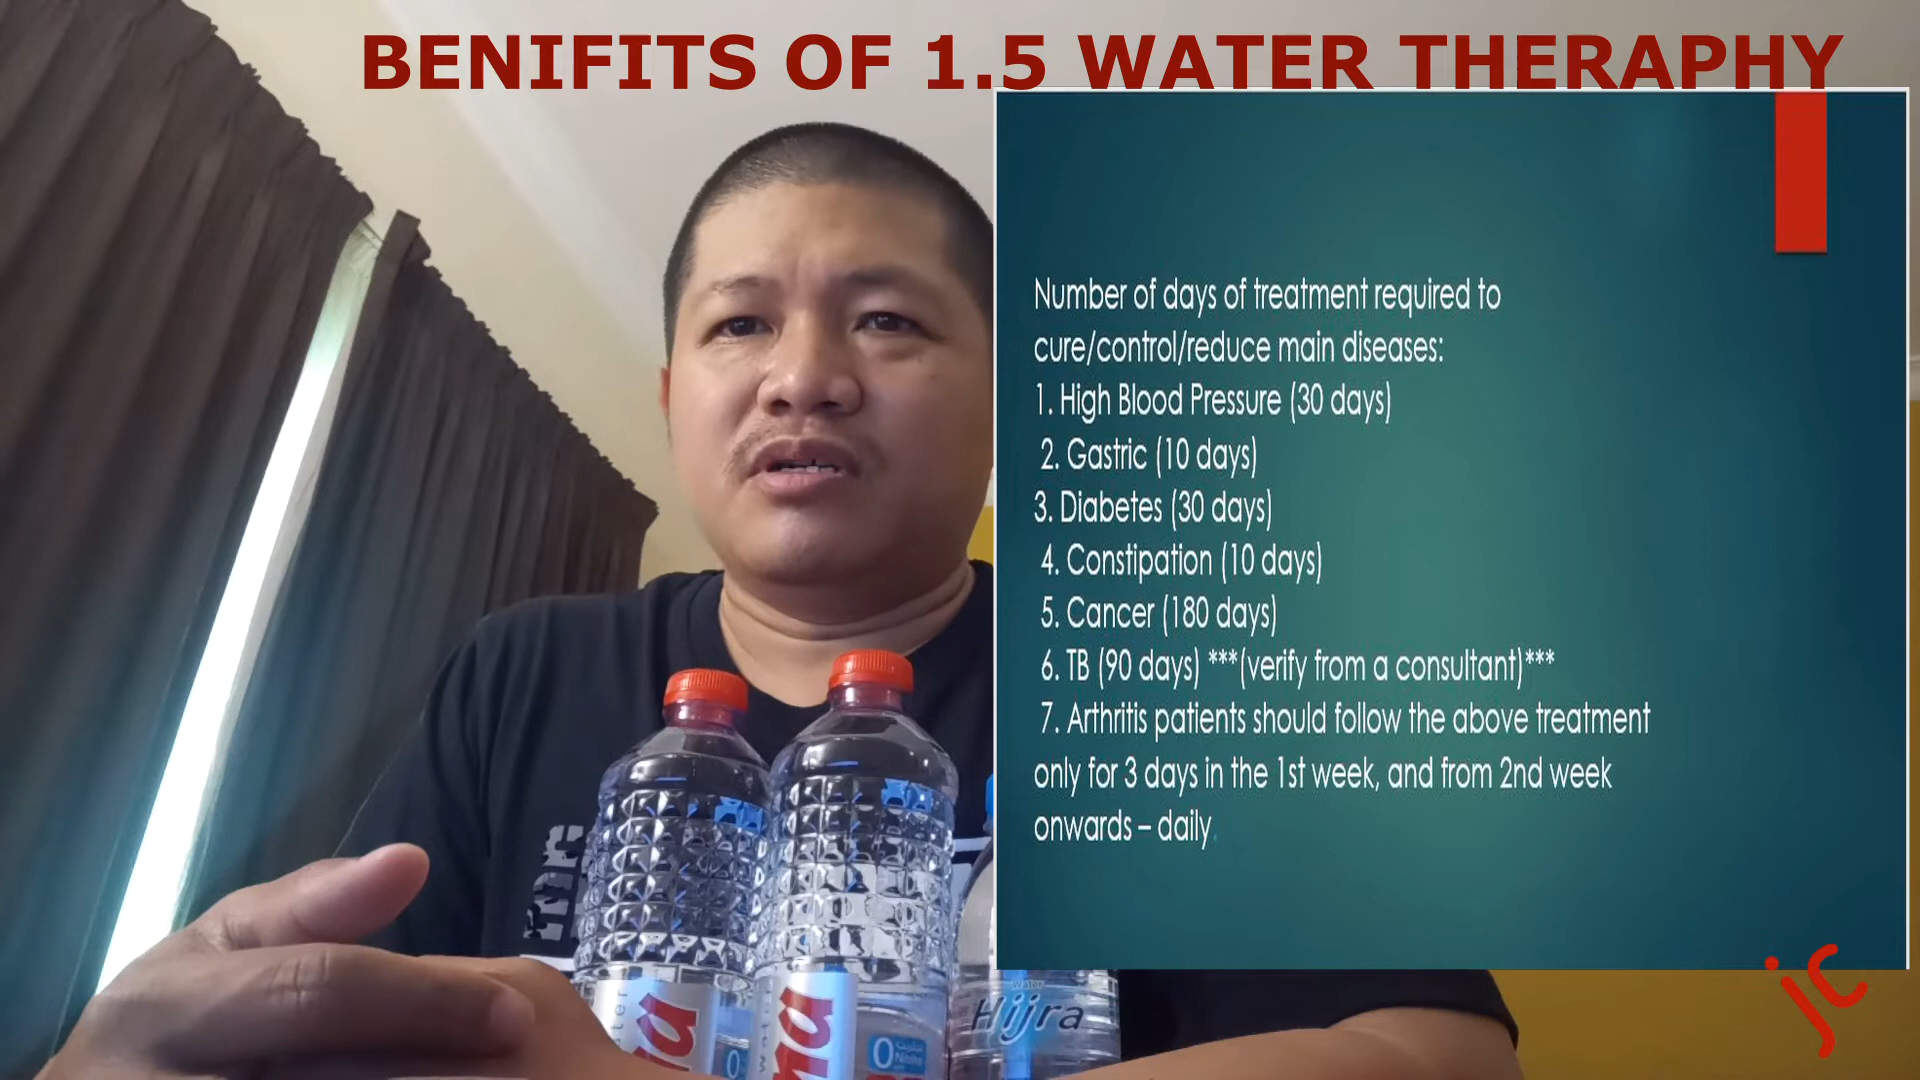 BENIFITS OF 1.5 WATER THERAPHY
Number of days of treatment required to
cure/control/reduce main diseases:
1. High Blood Pressure (30 days)
2. Gastric (10 days)
3. Diabetes (30 days)
4. Constipation (10 days)
5. Cancer (180 days)
6. TB (90 days) ***(verify from a consultant)***
7. Arthritis patients should follow the above treatment
only for 3 days in the 1st week, and from 2nd week
onwards – daily.
Water
Hijra
0
jc